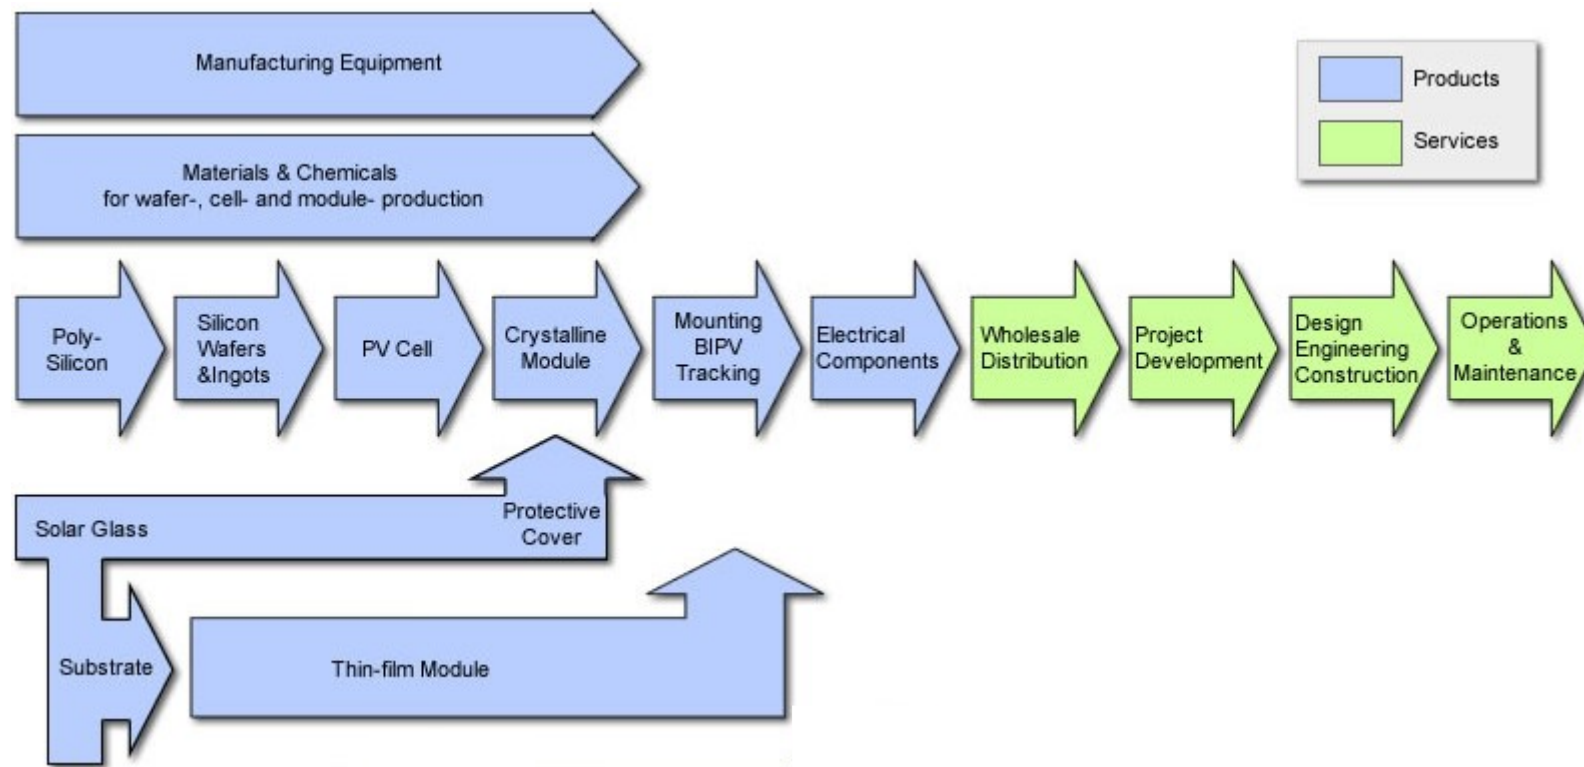 Manufacturing Equipment
Products
Services
Materials & Chemicals
for wafer-, cell- and module- production
Poly-
Silicon
Silicon
Wafers
&Ingots
PV Cell
Crystalline
Module
Mounting
BIPV
Tracking
Electrical
Components
Wholesale
Distribution
Project
Development
Design
Engineering
Construction
Operations
&
Maintenance
Solar Glass
Protective
Cover
Substrate
Thin-film Module